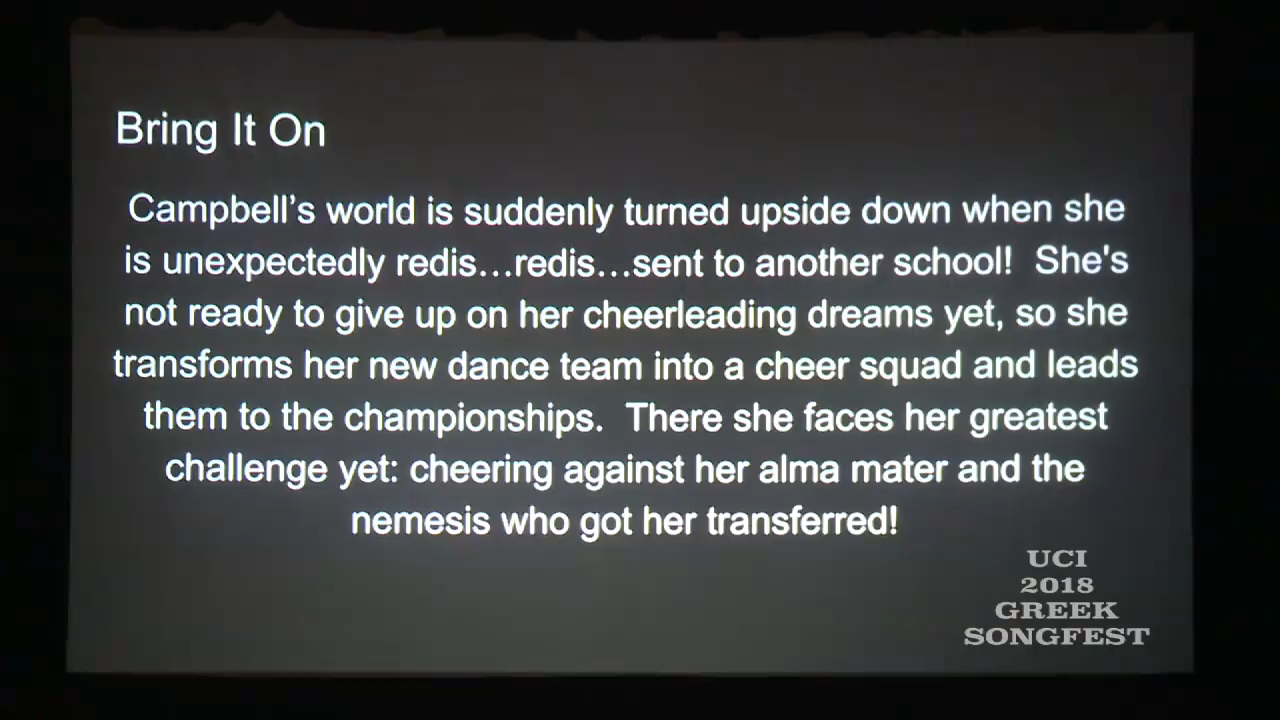 Bring It On
Campbell’s world is suddenly turned upside down when she
is unexpectedly redis…redis…sent to another school!  She's
not ready to give up on her cheerleading dreams yet, so she
transforms her new dance team into a cheer squad and leads
them to the championships.  There she faces her greatest
challenge yet: cheering against her alma mater and the
nemesis who got her transferred!
UCI
2018
GREEK
SONGFEST